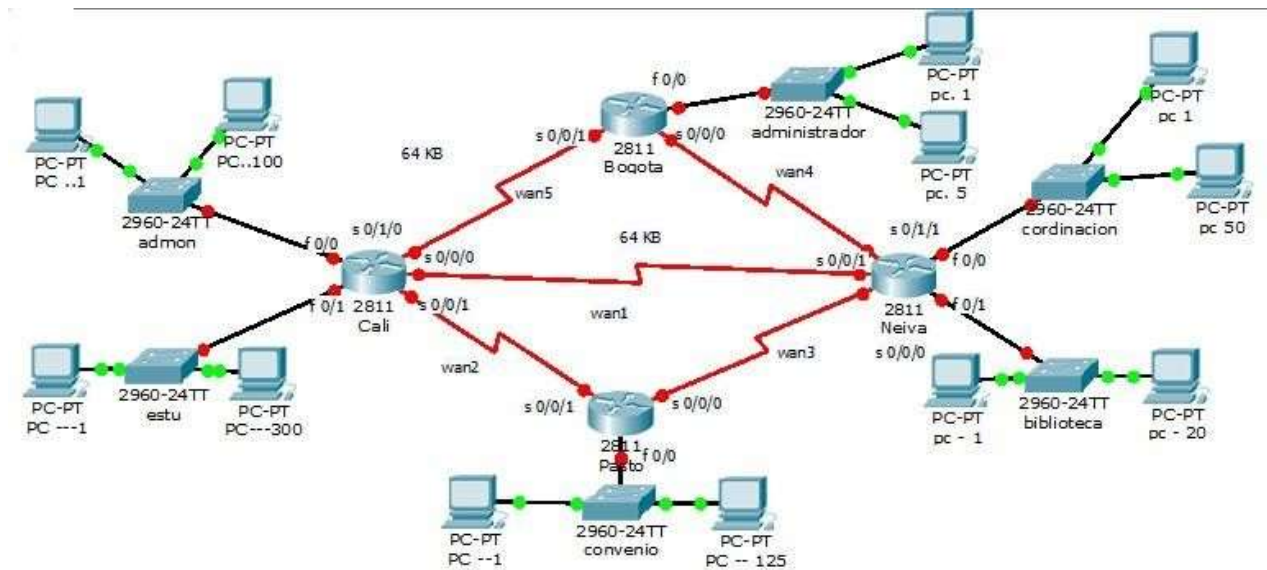 PC-PT
PC ..1
PC-PT
PC..100
2960-24TT
admon
f 0/0
s 0/1/0
s 0/0/0
f 0/1
2811
Cali
s 0/0/1
PC-PT
PC ---1
2960-24TT
estu
PC-PT
PC---300
64 KB
wan5
s 0/0/1
2811
Bogota
f 0/0
s 0/0/0
2960-24TT
administrador
PC-PT
pc. 1
PC-PT
pc. 5
wan4
64 KB
wan1
wan2
wan3
s 0/0/1
s 0/0/0
2811
Pasto
f 0/0
PC-PT
PC --1
2960-24TT
convenio
PC-PT
PC -- 125
s 0/1/1
s 0/0/1
f 0/0
f 0/1
2811
Neiva
s 0/0/0
2960-24TT
cordinacion
PC-PT
pc 1
PC-PT
pc 50
PC-PT
pc - 1
2960-24TT
biblioteca
PC-PT
pc - 20